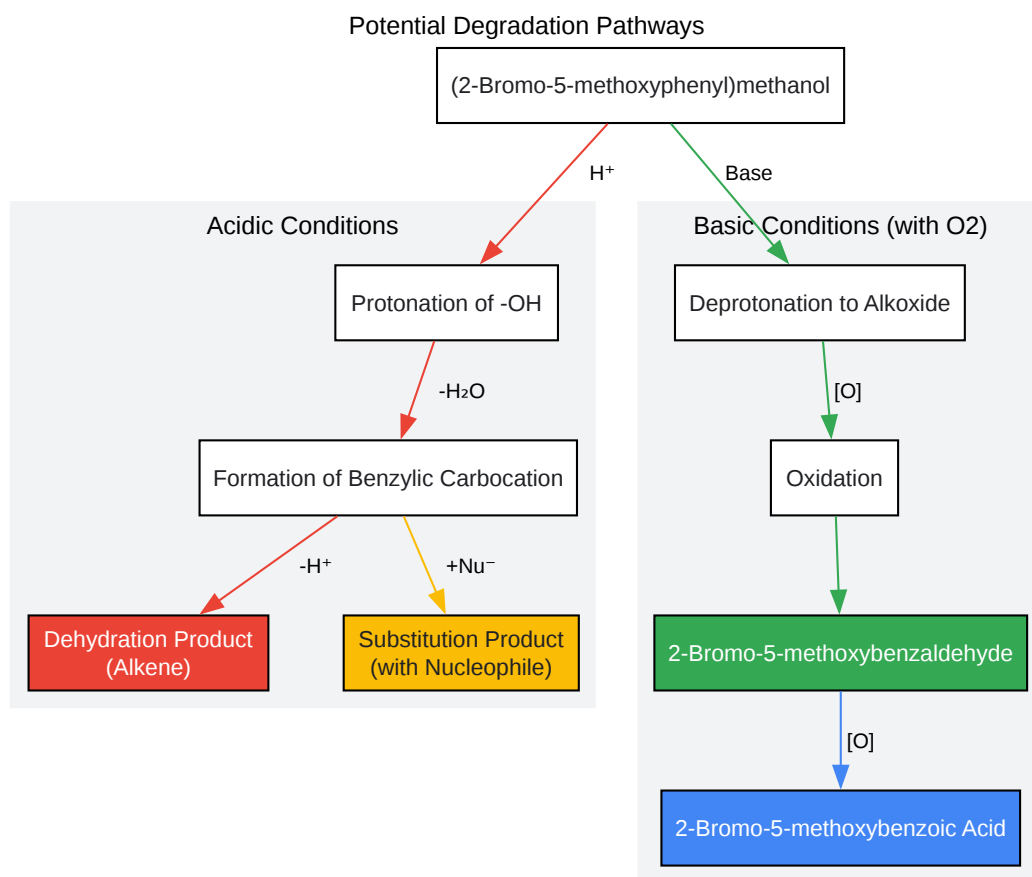 Potential Degradation Pathways
(2-Bromo-5-methoxyphenyl)methanol
H⁺
Base
Acidic Conditions
Basic Conditions (with O2)
Protonation of -OH
Deprotonation to Alkoxide
-H₂O
[O]
Formation of Benzylic Carbocation
Oxidation
-H⁺
+Nu⁻
Dehydration Product
(Alkene)
Substitution Product
(with Nucleophile)
2-Bromo-5-methoxybenzaldehyde
[O]
2-Bromo-5-methoxybenzoic Acid